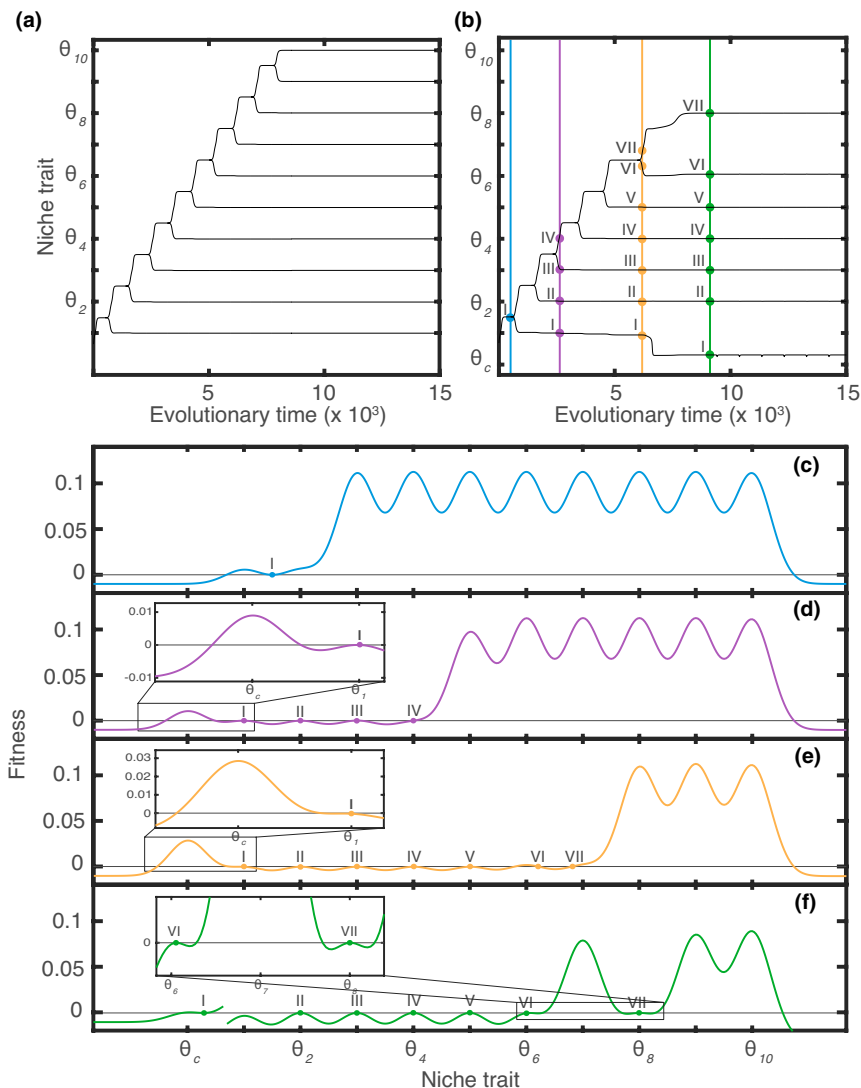 (a)
(b)
Niche trait
θ10
θ8
θ6
θ4
θ2
5
10
15
Evolutionary time (x 10³)
θ8
θ6
θ4
θ2
θc
VII
VII
VI
VI
V
V
IV
IV
IV
III
III
III
II
II
II
I
I
I
I
5
10
15
Evolutionary time (x 10³)
Fitness
(c)
0.1
0.05
0
I
(d)
0.1
0.05
0
0.01
0
-0.01
I
θc
θ1
I
II
III
IV
(e)
0.1
0.05
0
0.03
0.02
0.01
0
I
θc
θ1
I
II
III
IV
V
VI
VII
(f)
0.1
0.05
0
0
VI
VII
θ6
θ7
θ8
I
II
III
IV
V
VI
VII
θc
θ2
θ4
θ6
θ8
θ10
Niche trait